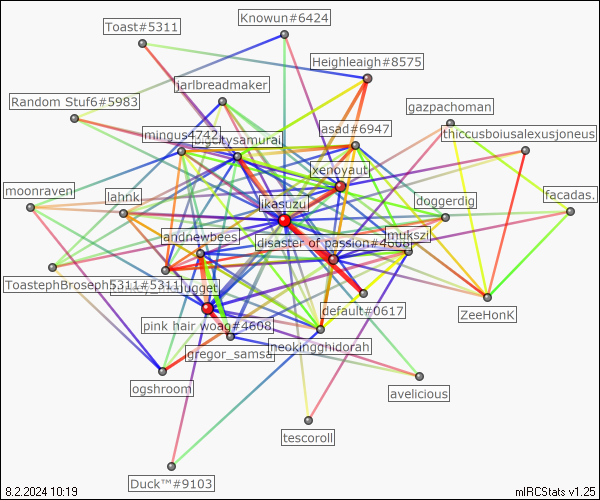 Knowun#6424
Toast#5311
Heighleaigh#8575
jarlbreadmaker
Random Stuf6#5983
gazpachoman
asad#6947
mingus4742
thiccusboiusalexusjoneus
xenoyaut
moonraven
lahnk
ikasuzu
doggerdig
facadas.
andnewbees
mukszi
disaster of passion#4608
ToastephBroseph5311#5311
default#0617
ZeeHonK
pink hair woag#4608
neokingghidorah
gregor_samsa
ogshroom
avelicious
tescoroll
Duck™#9103
8.2.2024 10:19
mIRCStats v1.25